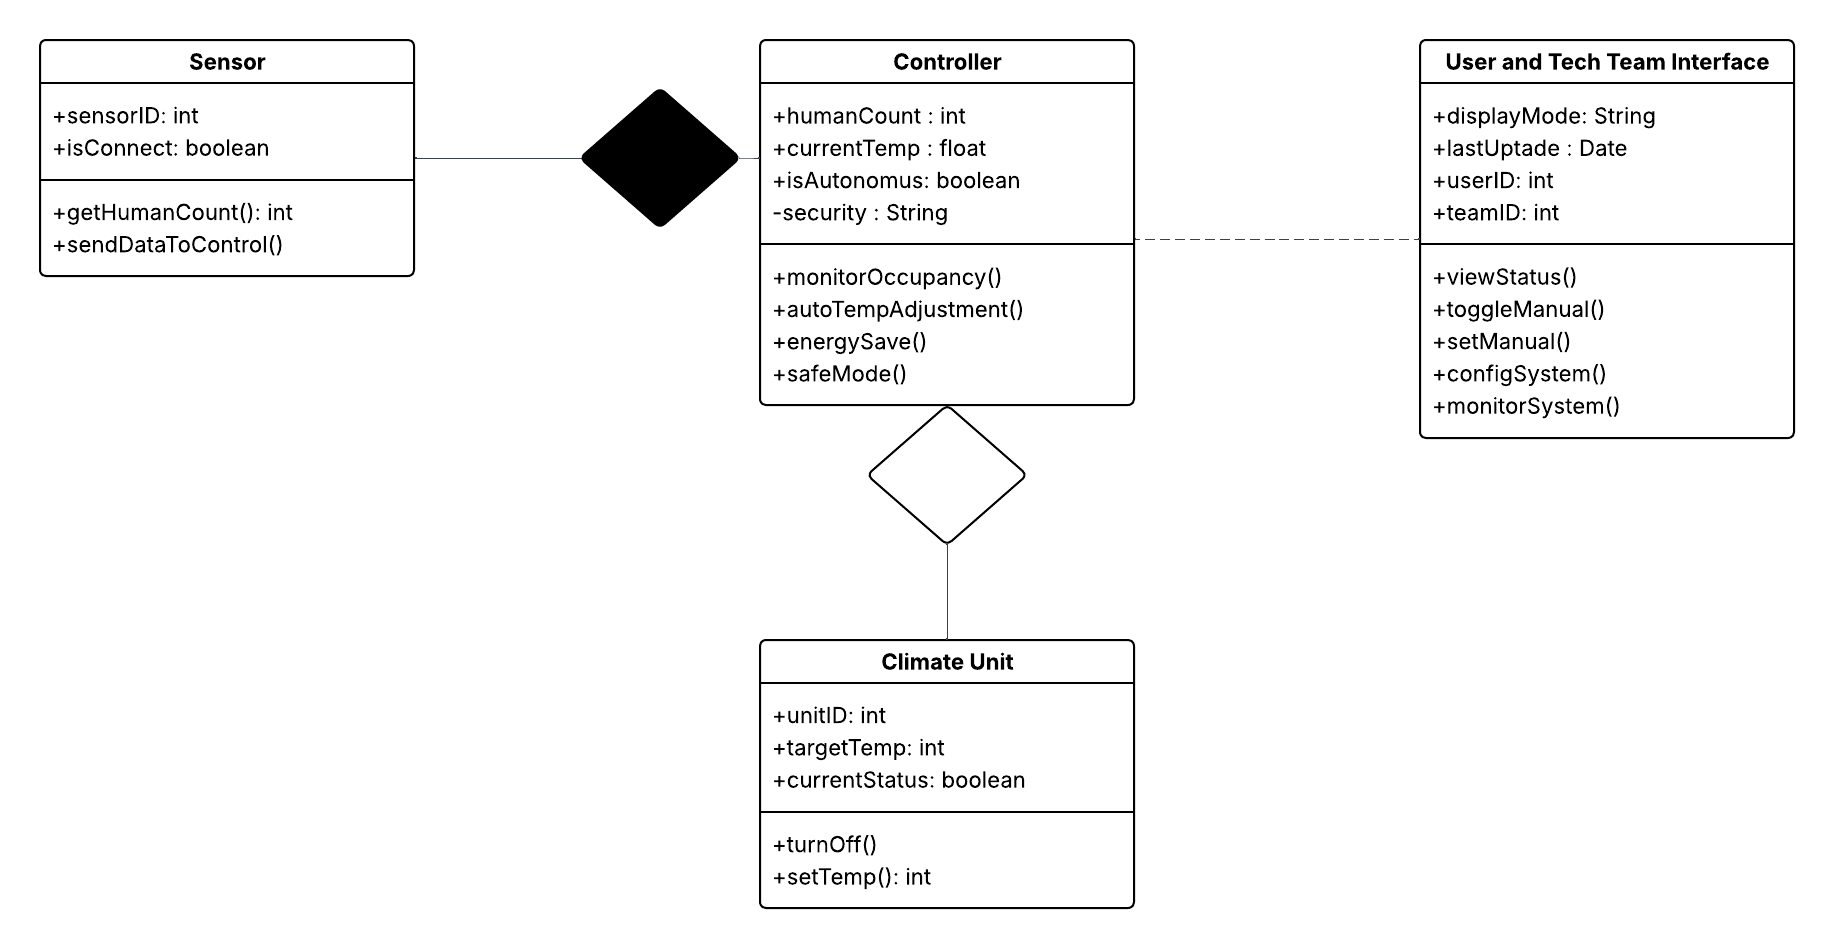 Sensor
+sensorID: int
+isConnect: boolean
+getHumanCount(): int
+sendDataToControl()
Controller
+humanCount : int
+currentTemp : float
+isAutonomus: boolean
-security : String
+monitorOccupancy()
+autoTempAdjustment()
+energySave()
+safeMode()
User and Tech Team Interface
+displayMode: String
+lastUptade : Date
+userID: int
+teamID: int
+viewStatus()
+toggleManual()
+setManual()
+configSystem()
+monitorSystem()
Climate Unit
+unitID: int
+targetTemp: int
+currentStatus: boolean
+turnOff()
+setTemp(): int